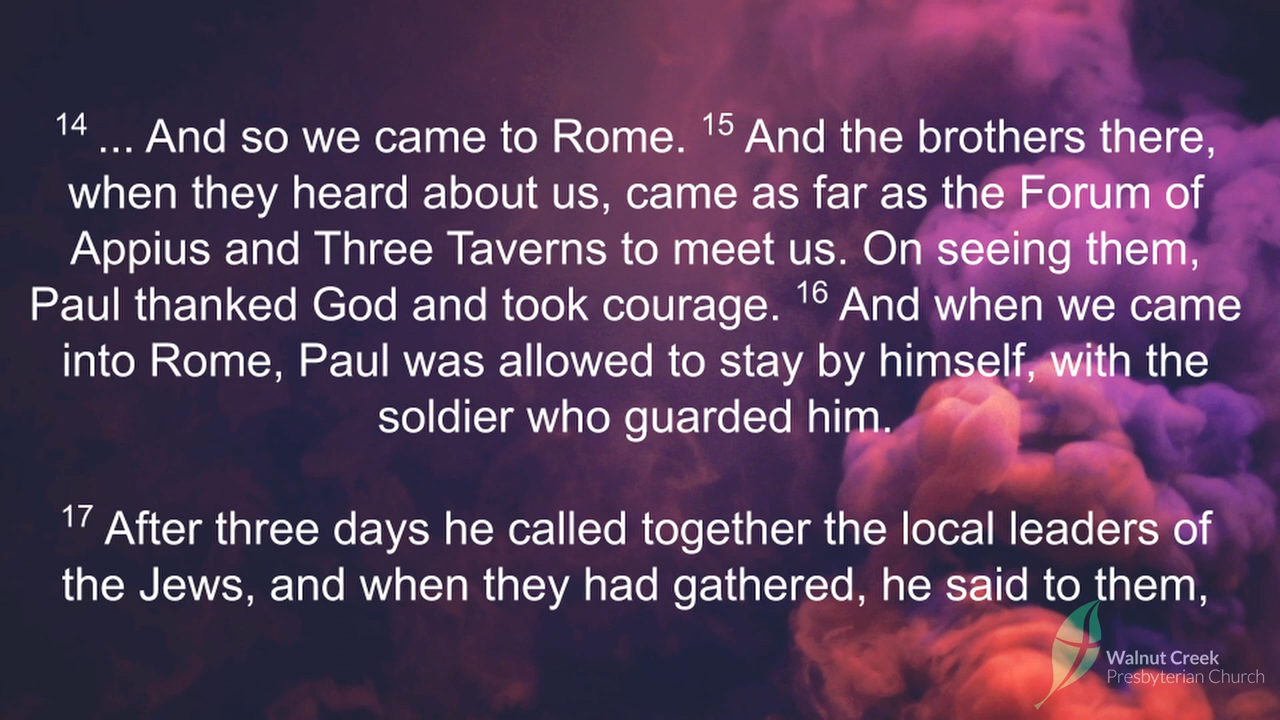 14 ... And so we came to Rome. 15 And the brothers there,
when they heard about us, came as far as the Forum of
Appius and Three Taverns to meet us. On seeing them,
Paul thanked God and took courage. 16 And when we came
into Rome, Paul was allowed to stay by himself, with the
soldier who guarded him.
17 After three days he called together the local leaders of
the Jews, and when they had gathered, he said to them,
Walnut Creek
Presbyterian Church